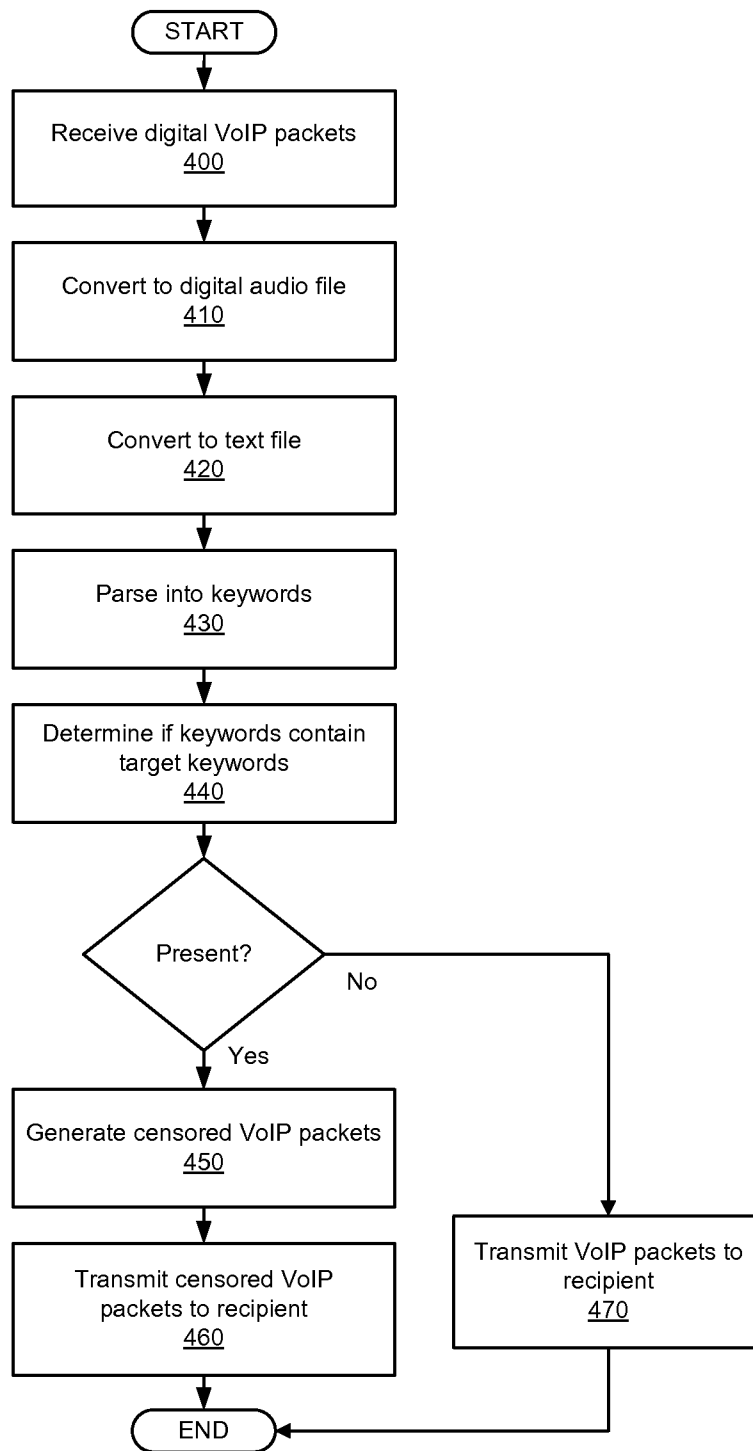 START
Receive digital VoIP packets
400
Convert to digital audio file
410
Convert to text file
420
Parse into keywords
430
Determine if keywords contain
target keywords
440
Present?
No
Yes
Generate censored VoIP packets
450
Transmit censored VoIP
packets to recipient
460
Transmit VoIP packets to
recipient
470
END